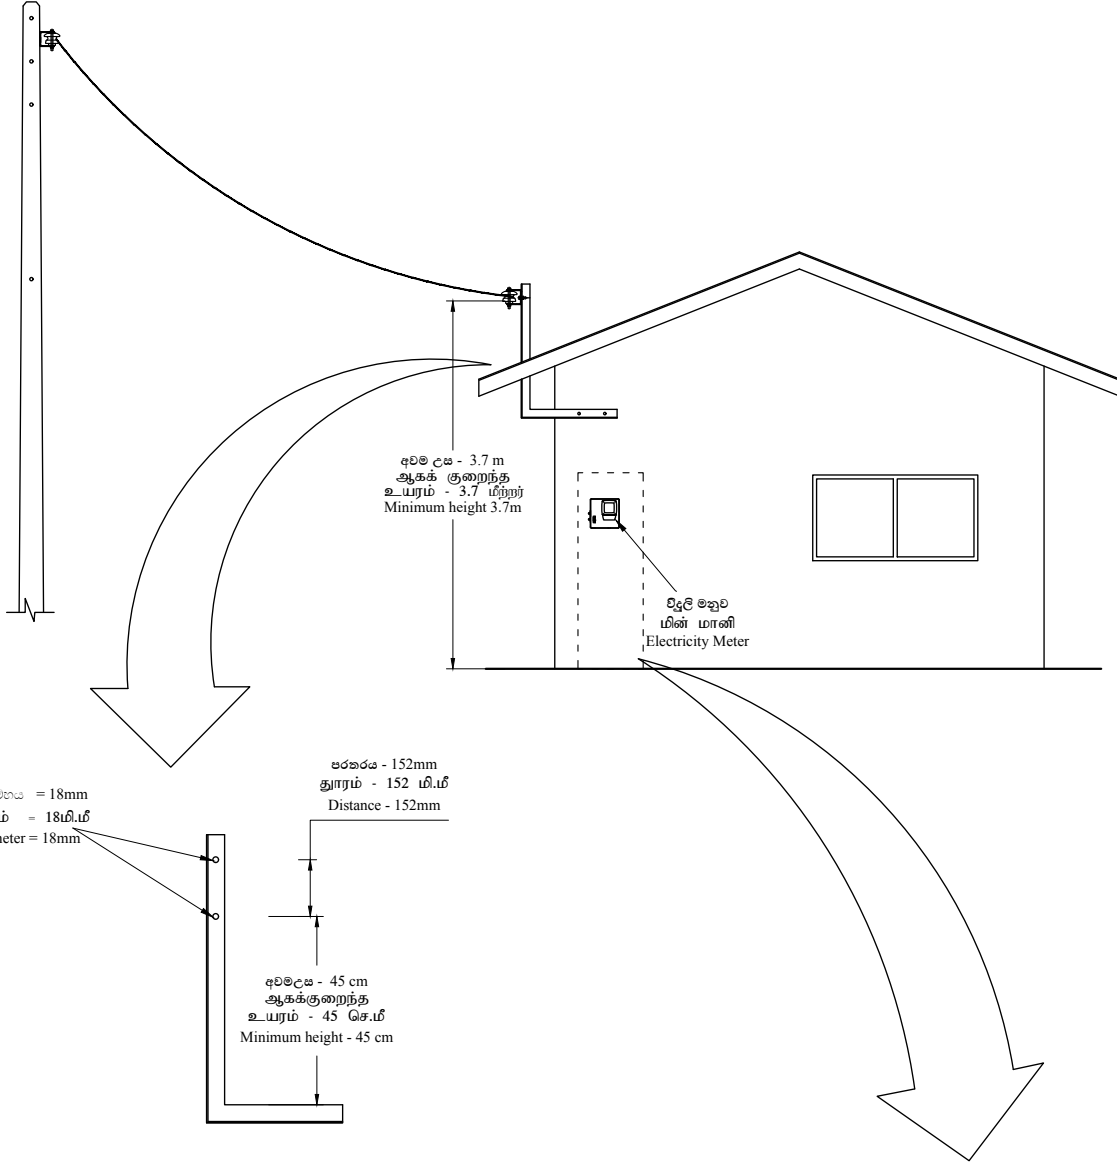 අවම උස - 3.7 m
ஆகக் குறைந்த
உயரம் - 3.7 மீற்றர்
Minimum height 3.7m
විදුලි මනුව
மின் மானி
Electricity Meter
පරතරය - 152mm
தூரம் - 152 மி.மீ
Distance - 152mm
= 18mm
= 18மி.மீ
= 18mm
අවමඋස - 45 cm
ஆகக்குறைந்த
உயரம் - 45 செ.மீ
Minimum height - 45 cm